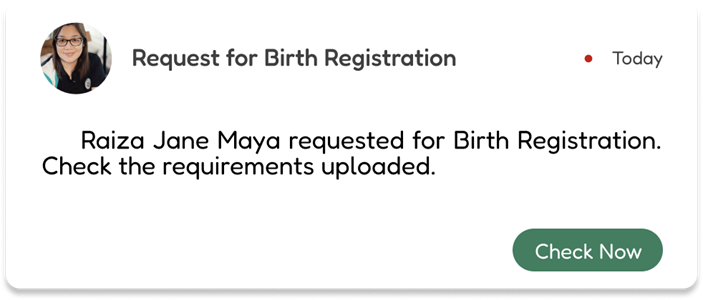 Request for Birth Registration
Today
Raiza Jane Maya requested for Birth Registration.
Check the requirements uploaded.
Check Now